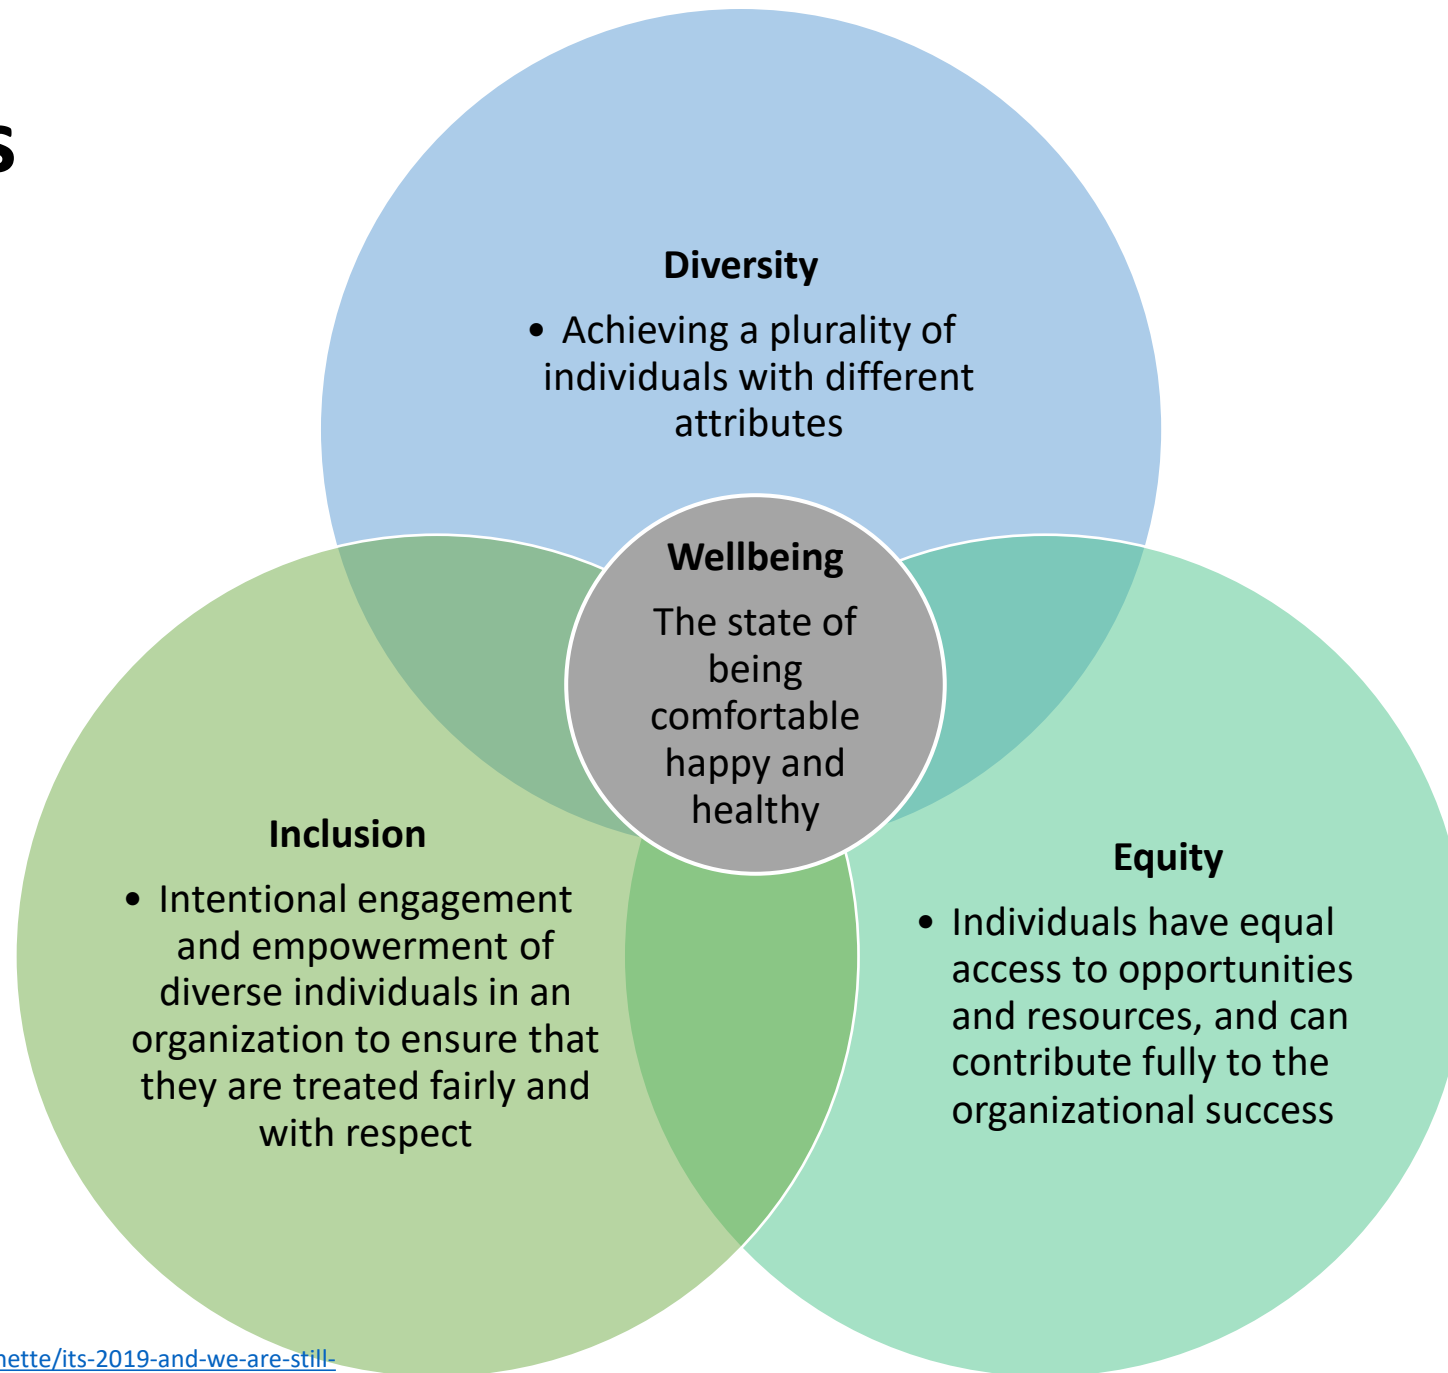 s
Diversity
• Achieving a plurality of
individuals with different
attributes
Wellbeing
The state of
being
comfortable
happy and
healthy
Inclusion
• Intentional engagement
and empowerment of
diverse individuals in an
organization to ensure that
they are treated fairly and
with respect
Equity
• Individuals have equal
access to opportunities
and resources, and can
contribute fully to the
organizational success
nette/its-2019-and-we-are-still-